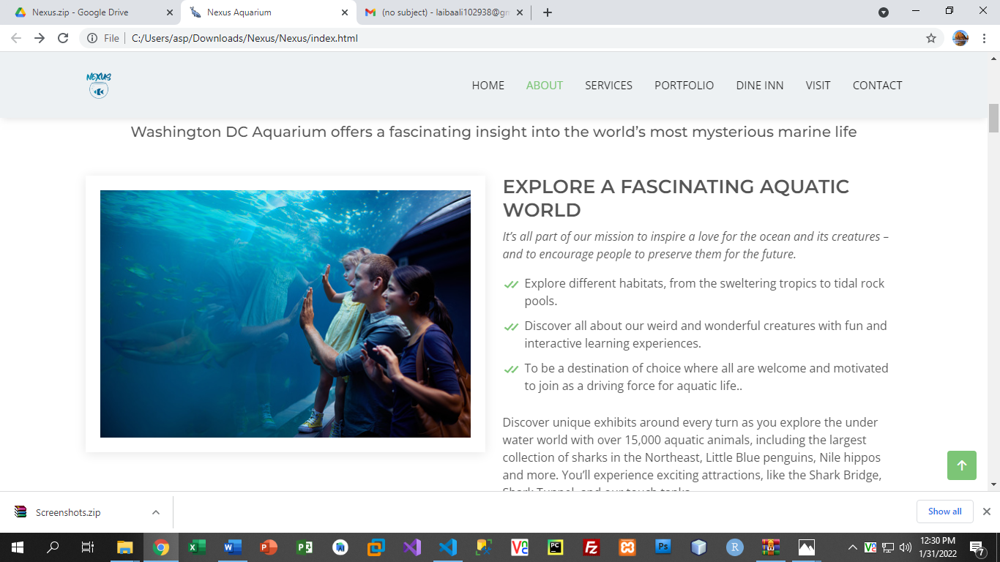 Nexus.zip - Google Drive
Nexus Aquarium
(no subject) - laibaali102938@gm
File
C:/Users/asp/Downloads/Nexus/Nexus/index.html
NEXUS
HOME ABOUT SERVICES PORTFOLIO DINE INN VISIT CONTACT
Washington DC Aquarium offers a fascinating insight into the world’s most mysterious marine life
EXPLORE A FASCINATING AQUATIC
WORLD
It’s all part of our mission to inspire a love for the ocean and its creatures –
and to encourage people to preserve them for the future.
Explore different habitats, from the sweltering tropics to tidal rock
pools.
Discover all about our weird and wonderful creatures with fun and
interactive learning experiences.
To be a destination of choice where all are welcome and motivated
to join as a driving force for aquatic life..
Discover unique exhibits around every turn as you explore the under
water world with over 15,000 aquatic animals, including the largest
collection of sharks in the Northeast, Little Blue penguins, Nile hippos
and more. You’ll experience exciting attractions, like the Shark Bridge,
Shark Tunnel, and our touch tanks.
Screenshots.zip
Show all
12:30 PM
1/31/2022
7